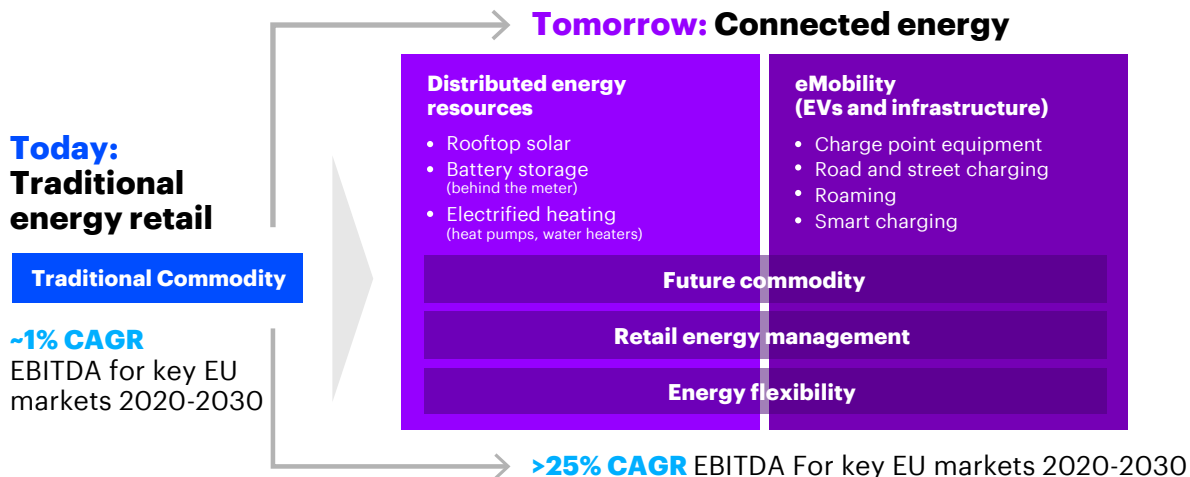 Tomorrow: Connected energy
Today:
Traditional
energy retail
Traditional Commodity
~1% CAGR
EBITDA for key EU
markets 2020-2030
Distributed energy
resources
• Rooftop solar
• Battery storage
(behind the meter)
• Electrified heating
(heat pumps, water heaters)
eMobility
(EVs and infrastructure)
• Charge point equipment
• Road and street charging
• Roaming
• Smart charging
Future commodity
Retail energy management
Energy flexibility
>25% CAGR EBITDA For key EU markets 2020-2030